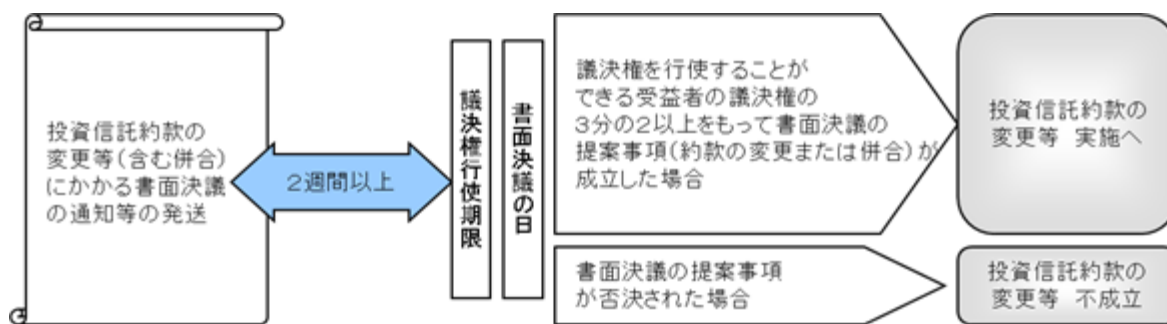 投資信託約款の
変更等(含む併合)
にかかる書面決議
の通知等の発送
2週間以上
議決権行使期限
書面決議の日
議決権を行使することが
できる受益者の議決権の
3分の2以上をもって書面決議の
提案事項(約款の変更または併合)が
成立した場合
投資信託約款の
変更等 実施へ
書面決議の提案事項
が否決された場合
投資信託約款の
変更等 不成立